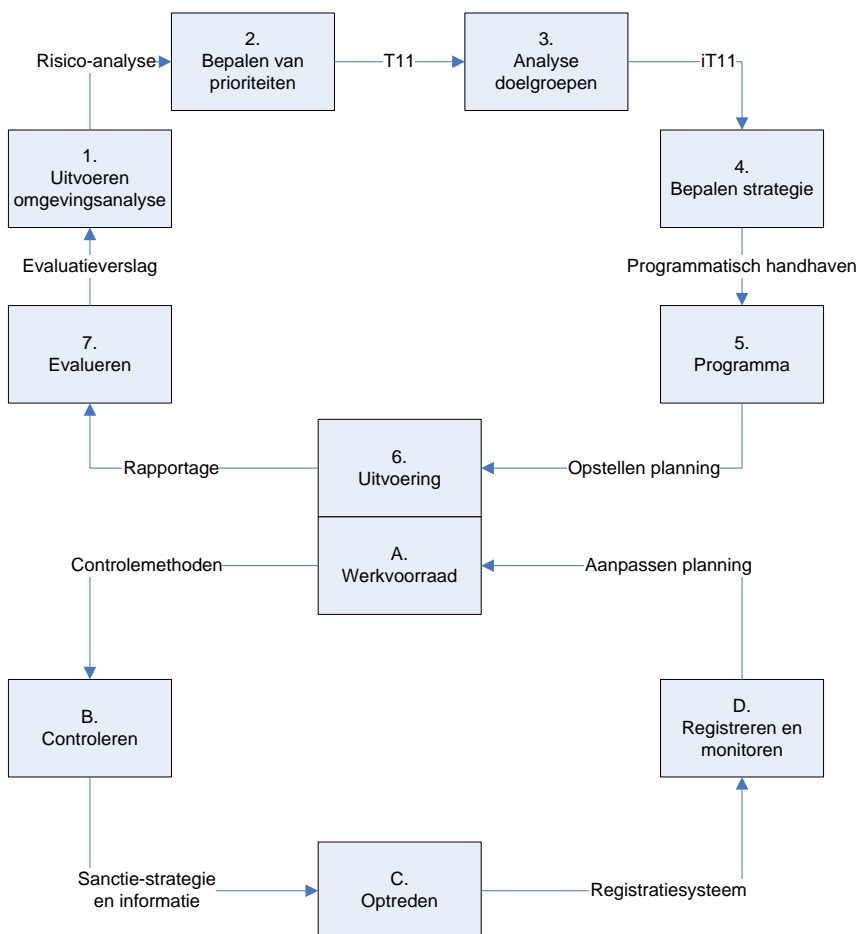 Risico-analyse
2.
Bepalen van
prioriteiten
T11
3.
Analyse
doelgroepen
iT11
1.
Uitvoeren
omgevingsanalyse
4.
Bepalen strategie
Evaluatieverslag
Programmatisch handhaven
7.
Evalueren
5.
Programma
Rapportage
6.
Uitvoering
Opstellen planning
Controlemethoden
A.
Werkvoorraad
Aanpassen planning
B.
Controleren
D.
Registreren en
monitoren
Sanctie-strategie
en informatie
C.
Optreden
Registratiesysteem